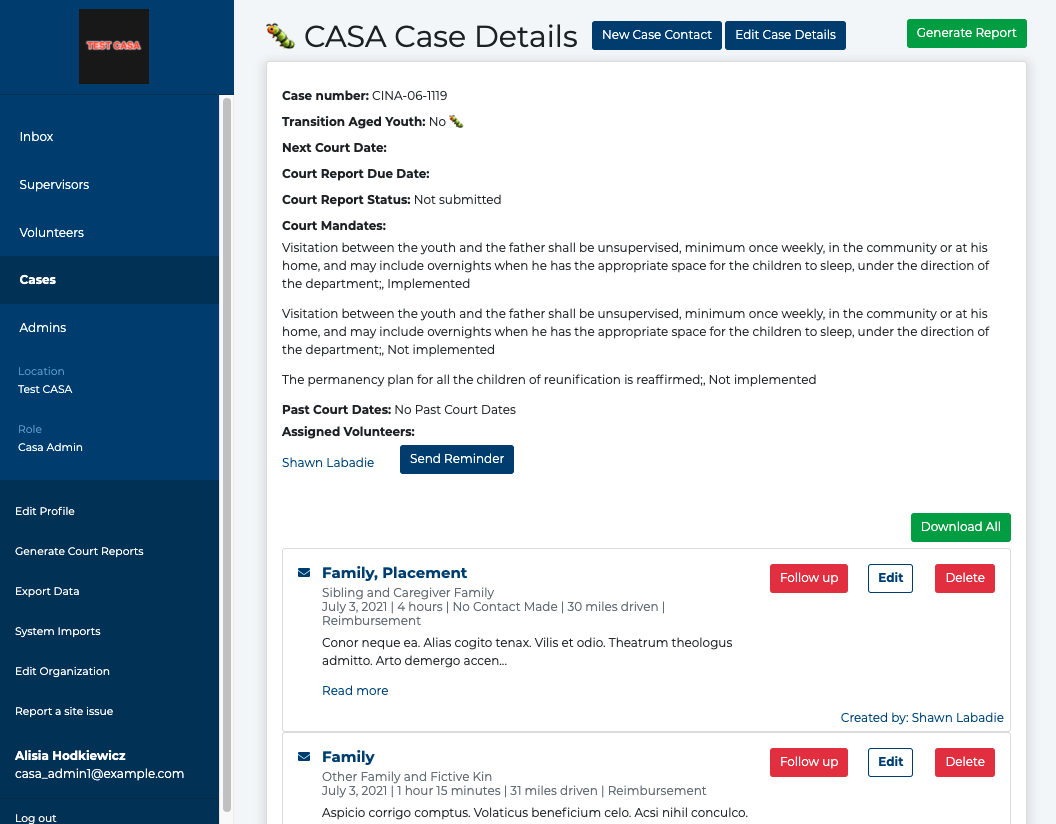 TEST CASA
Inbox
Supervisors
Volunteers
Cases
Admins
Location
Test CASA
Role
Casa Admin
Edit Profile
Generate Court Reports
Export Data
System Imports
Edit Organization
Report a site issue
Alisia Hodkiewicz
casa_admin1@example.com
Log out
CASA Case Details
New Case Contact
Edit Case Details
Generate Report
Case number: CINA-06-1119
Transition Aged Youth: No
Next Court Date:
Court Report Due Date:
Court Report Status: Not submitted
Court Mandates:
Visitation between the youth and the father shall be unsupervised, minimum once weekly, in the community or at his
home, and may include overnights when he has the appropriate space for the children to sleep, under the direction of
the department;, Implemented
Visitation between the youth and the father shall be unsupervised, minimum once weekly, in the community or at his
home, and may include overnights when he has the appropriate space for the children to sleep, under the direction of
the department;, Not implemented
The permanency plan for all the children of reunification is reaffirmed;, Not implemented
Past Court Dates: No Past Court Dates
Assigned Volunteers:
Shawn Labadie
Send Reminder
Download All
Family, Placement
Follow up
Edit
Delete
Sibling and Caregiver Family
July 3, 2021 | 4 hours | No Contact Made | 30 miles driven |
Reimbursement
Conor neque ea. Alias cogito tenax. Vilis et odio. Theatrum theologus
admitto. Arto demergo accen...
Read more
Created by: Shawn Labadie
Family
Follow up
Edit
Delete
Other Family and Fictive Kin
July 3, 2021 | 1 hour 15 minutes | 31 miles driven | Reimbursement
Aspicio corrigo comptus. Volaticus beneficium celo. Acsi nihil conculco.